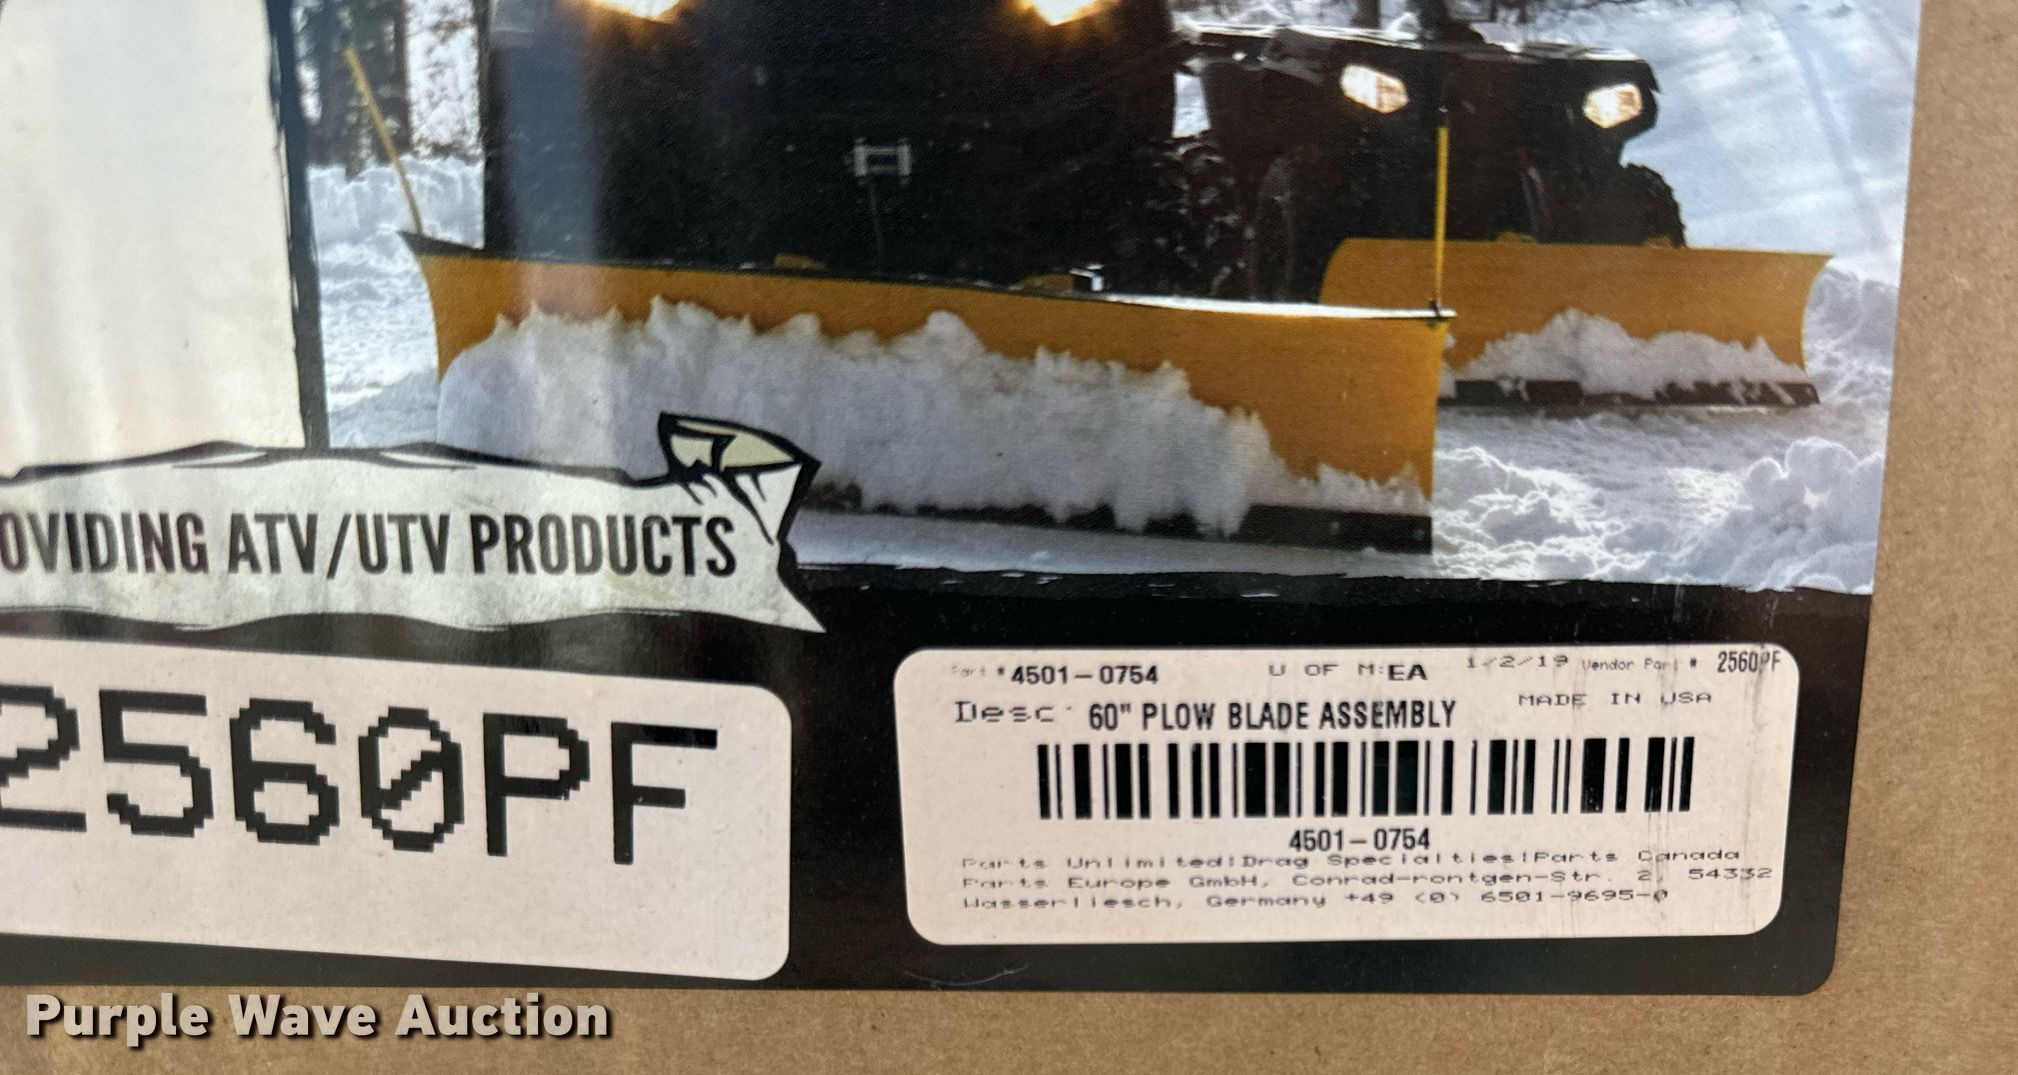 OVIDING ATV/UTV PRODUCTS
2560PF
Part # 4501-0754 U OF M:EA 1/2/19 Vendor Part # 2560PF
Desc: 60" PLOW BLADE ASSEMBLY MADE IN USA
4501-0754
Parts Unlimited|Drag Specialties|Parts Canada
Parts Europe GmbH, Conrad-rontgen-Str. 2, 54332
Wasserliesch, Germany +49 (0) 6501-9695-0
Purple Wave Auction